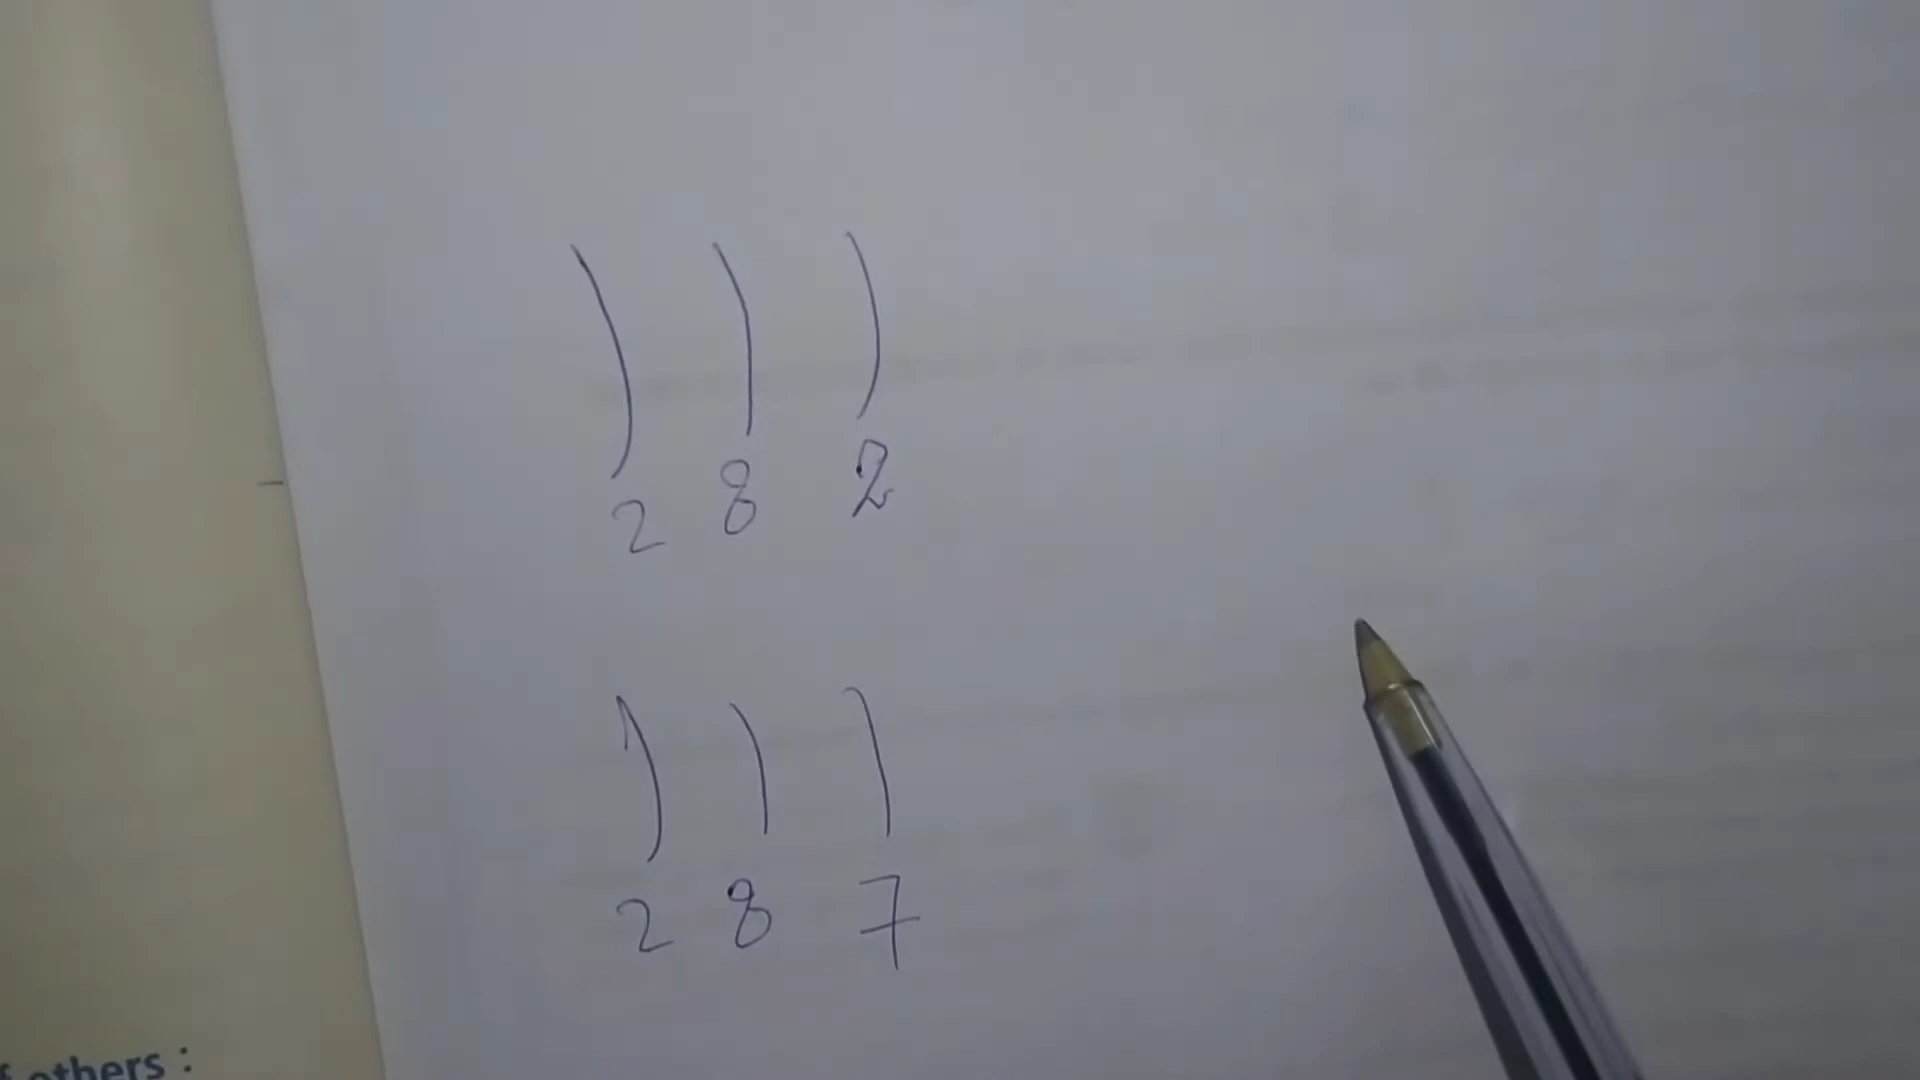 ) ) )
2 8 2
) ) )
2 8 7
others :